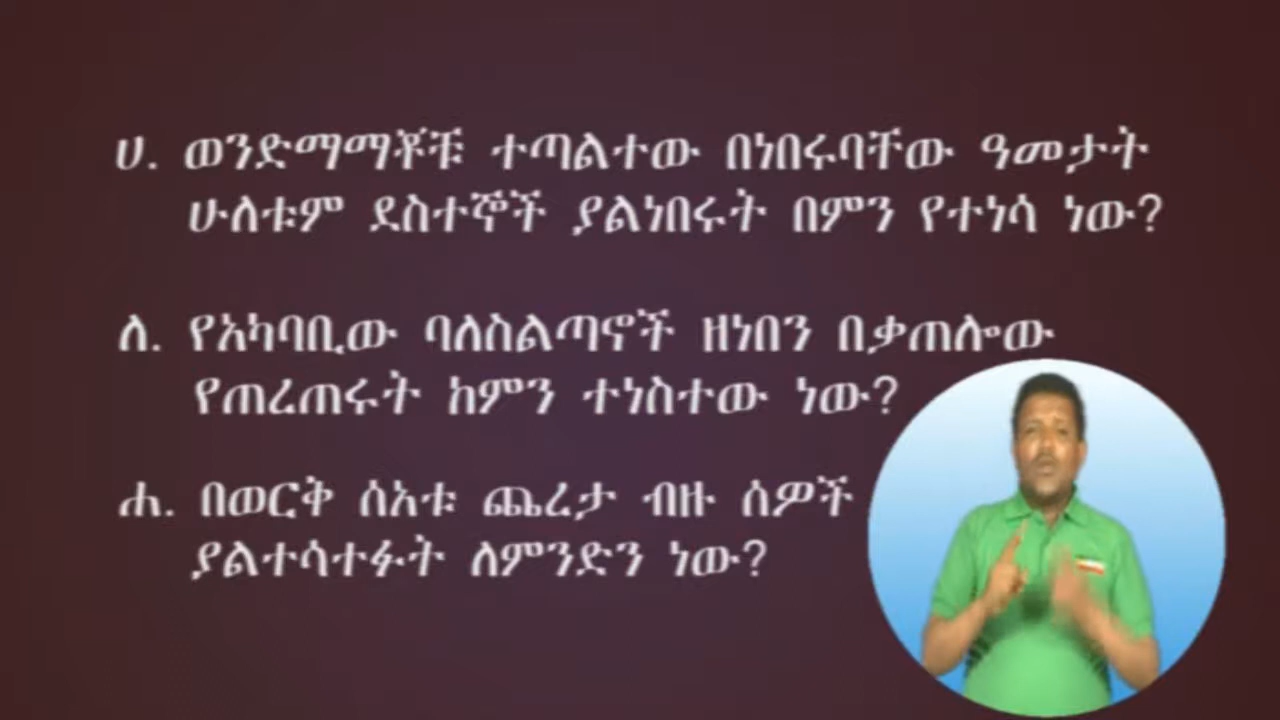 ሀ. ወንድማማቾቹ ተጣልተው በነበሩባቸው ዓመታት
ሁለቱም ደስተኞች ያልነበሩት በምን የተነሳ ነው?
ለ. የአካባቢው ባለስልጣኖች ዘነበን በቃጠሎው
የጠረጠሩት ከምን ተነስተው ነው?
ሐ. በወርቅ ሰአቱ ጨረታ ብዙ ሰዎች
ያልተሳተፉት ለምንድን ነው?